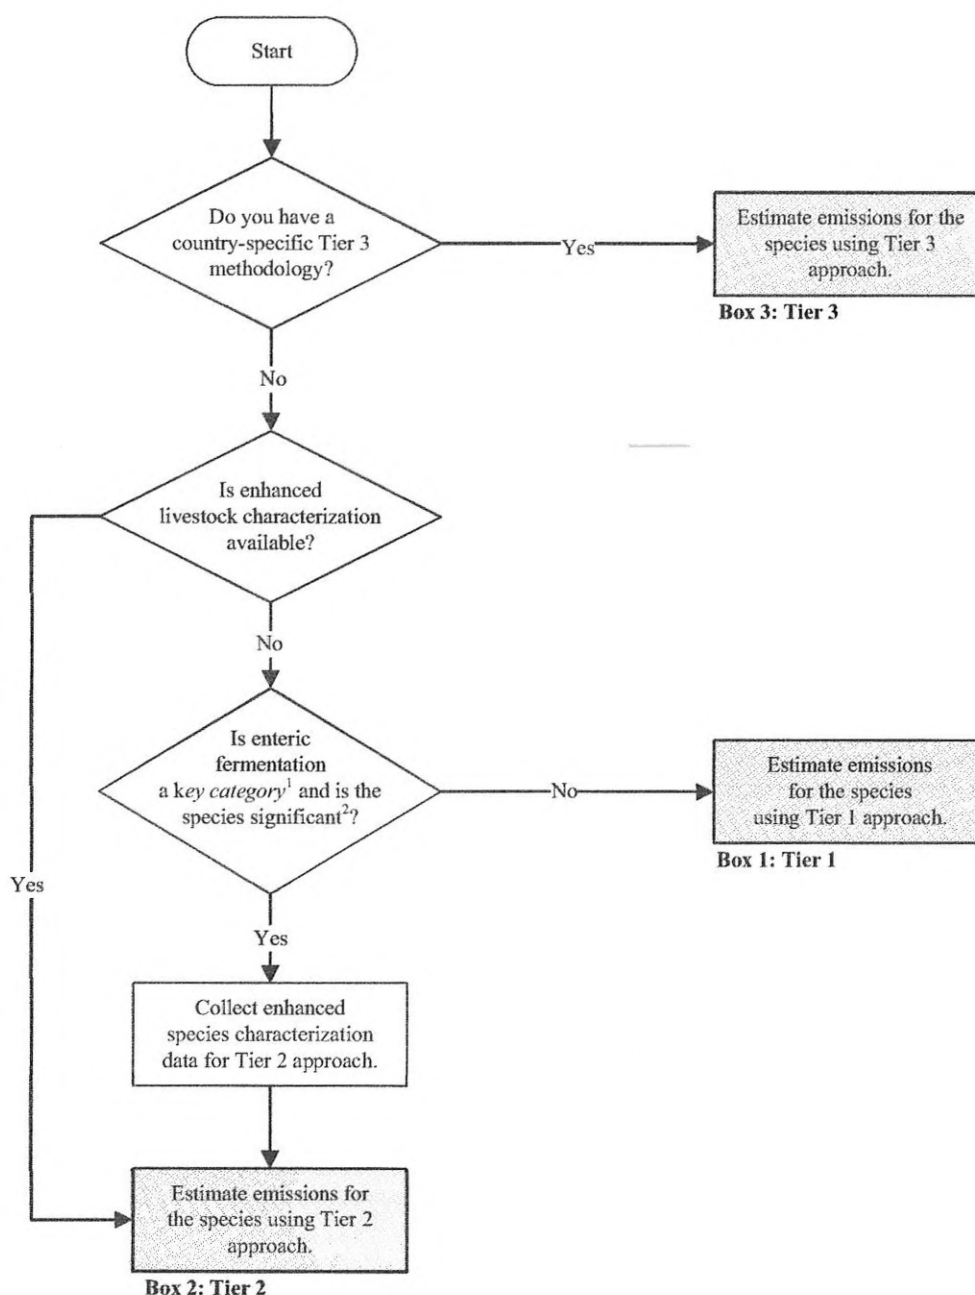 Start
Do you have a
country-specific Tier 3
methodology?
Yes
Estimate emissions for the
species using Tier 3
approach.
Box 3: Tier 3
No
Is enhanced
livestock characterization
available?
No
Is enteric
fermentation
a key category¹ and is the
species significant²?
No
Estimate emissions
for the species
using Tier 1 approach.
Box 1: Tier 1
Yes
Yes
Collect enhanced
species characterization
data for Tier 2 approach.
Estimate emissions for
the species using Tier 2
approach.
Box 2: Tier 2